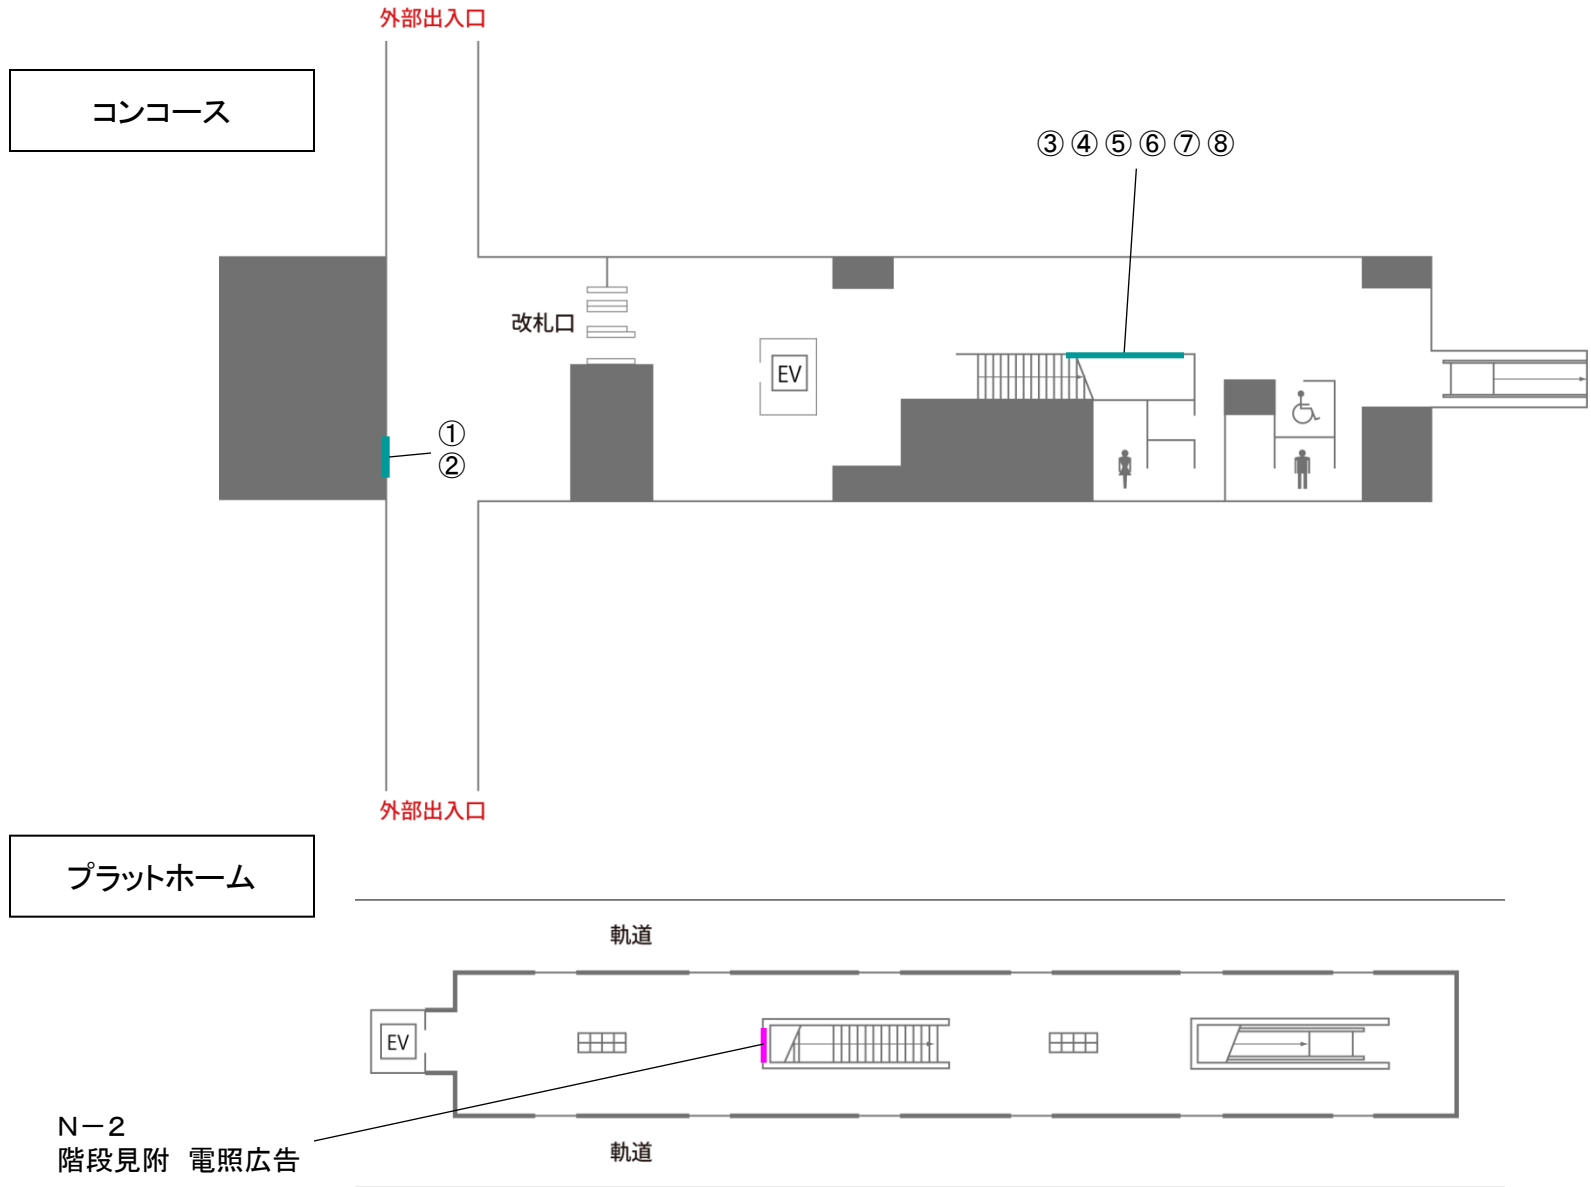 外部出入口
コンコース
③④⑤⑥⑦⑧
改札口
EV
①
②
外部出入口
プラットホーム
軌道
EV
N－2
階段見附 電照広告
軌道